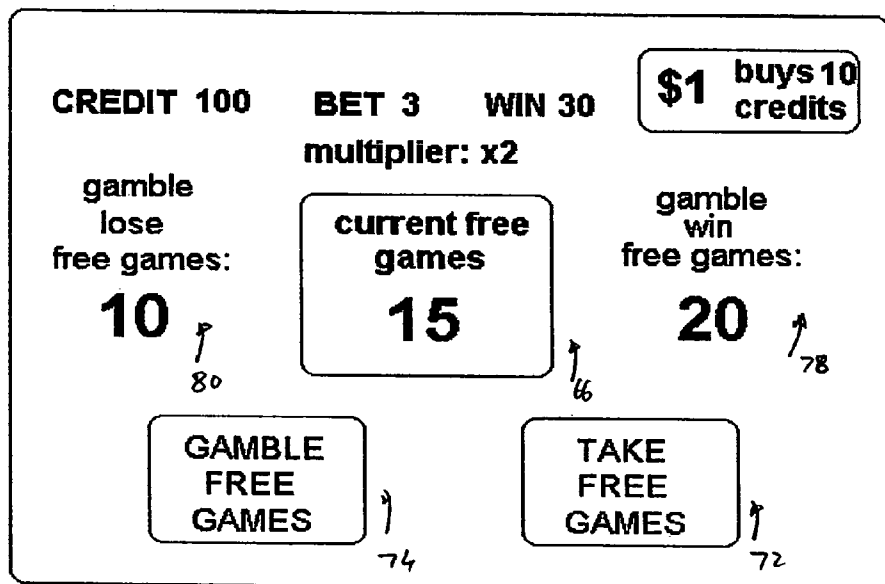 CREDIT 100 BET 3 WIN 30 $1 buys 10 credits
multiplier: x2
gamble
lose
free games:
10
80
current free
games
15
66
gamble
win
free games:
20
78
GAMBLE
FREE
GAMES
74
TAKE
FREE
GAMES
72